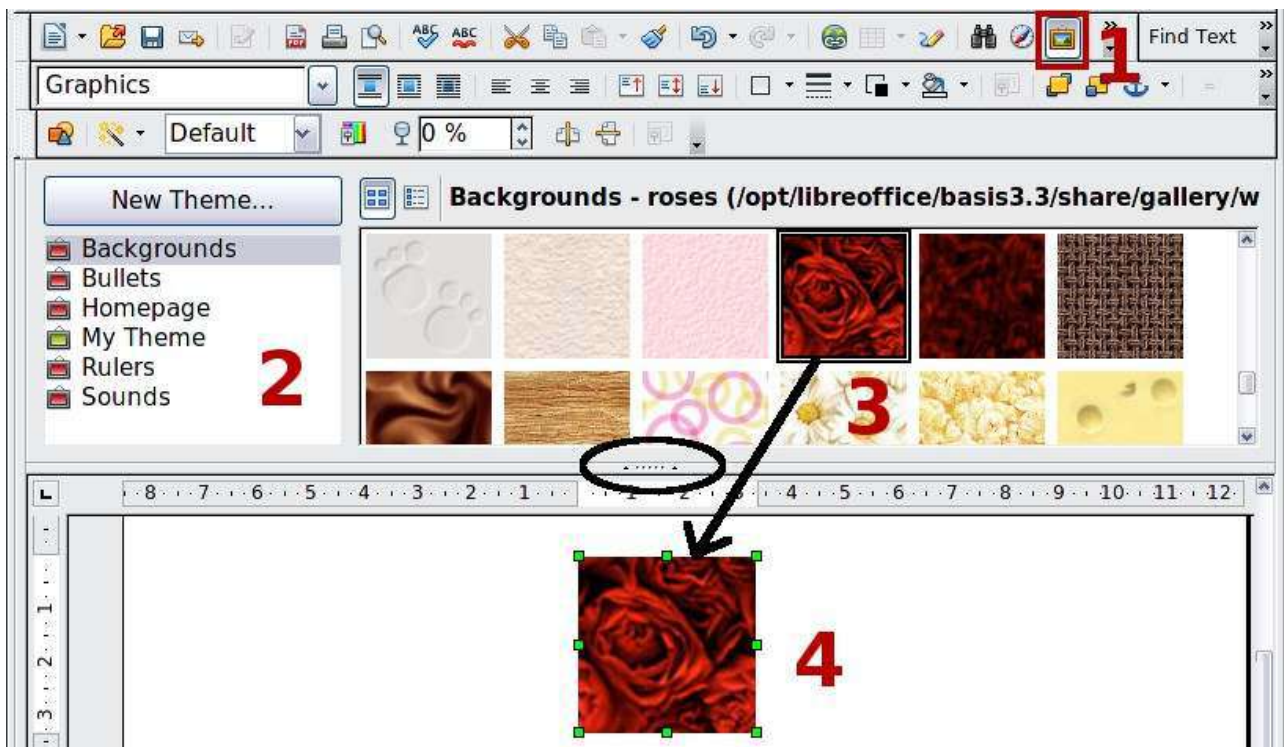 ABC ABC 1 Find Text
Graphics
Default 0 %
New Theme... Backgrounds - roses (/opt/libreoffice/basis3.3/share/gallery/w
Backgrounds
Bullets
Homepage
My Theme
Rulers
Sounds
2
3
8 7 6 5 4 3 2 1 1 2 3 4 5 6 7 8 9 10 11 12
1
2
3
4